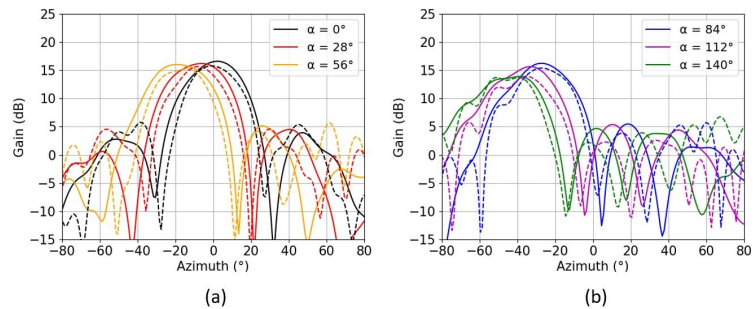 25
20
15
10
5
0
−5
−10
−15
Gain (dB)
−80 −60 −40 −20 0 20 40 60 80
Azimuth (°)
α = 0°
α = 28°
α = 56°
(a)
25
20
15
10
5
0
−5
−10
−15
Gain (dB)
−80 −60 −40 −20 0 20 40 60 80
Azimuth (°)
α = 84°
α = 112°
α = 140°
(b)